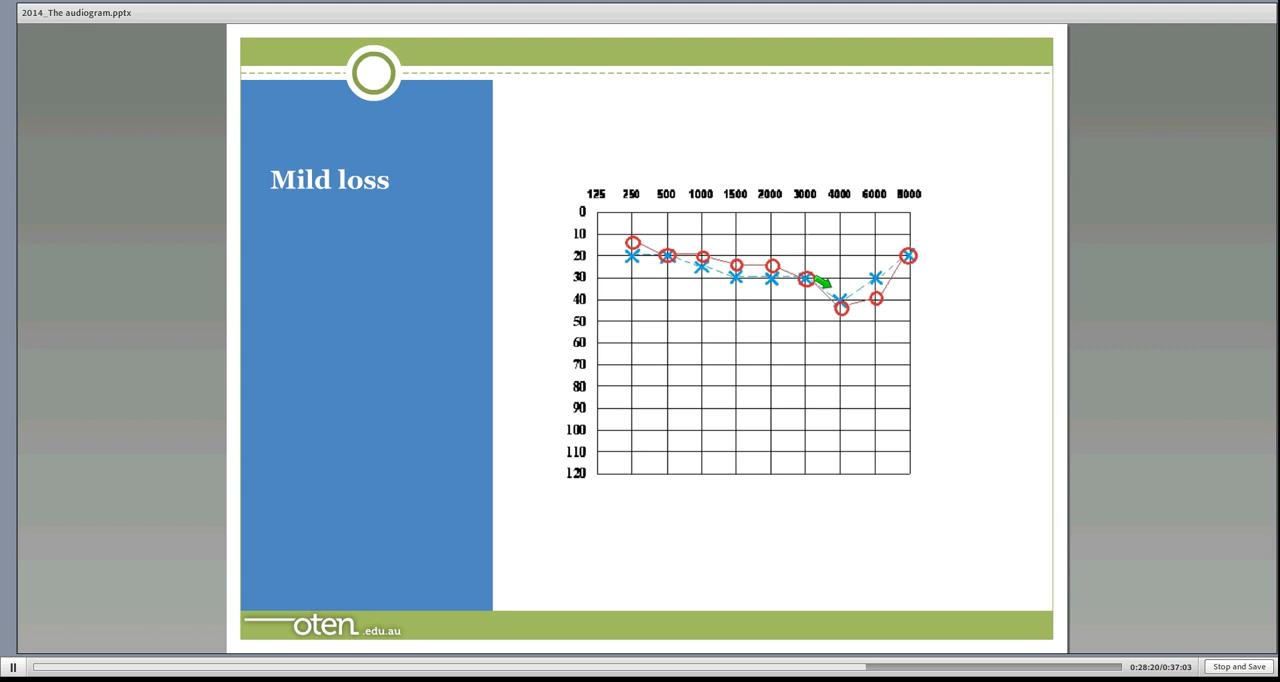 2014_The audiogram.pptx
Mild loss
125 250 500 1000 1500 2000 3000 4000 6000 8000
0
10
20
30
40
50
60
70
80
90
100
110
120
oten.edu.au
0:28:20/0:37:03
Stop and Save